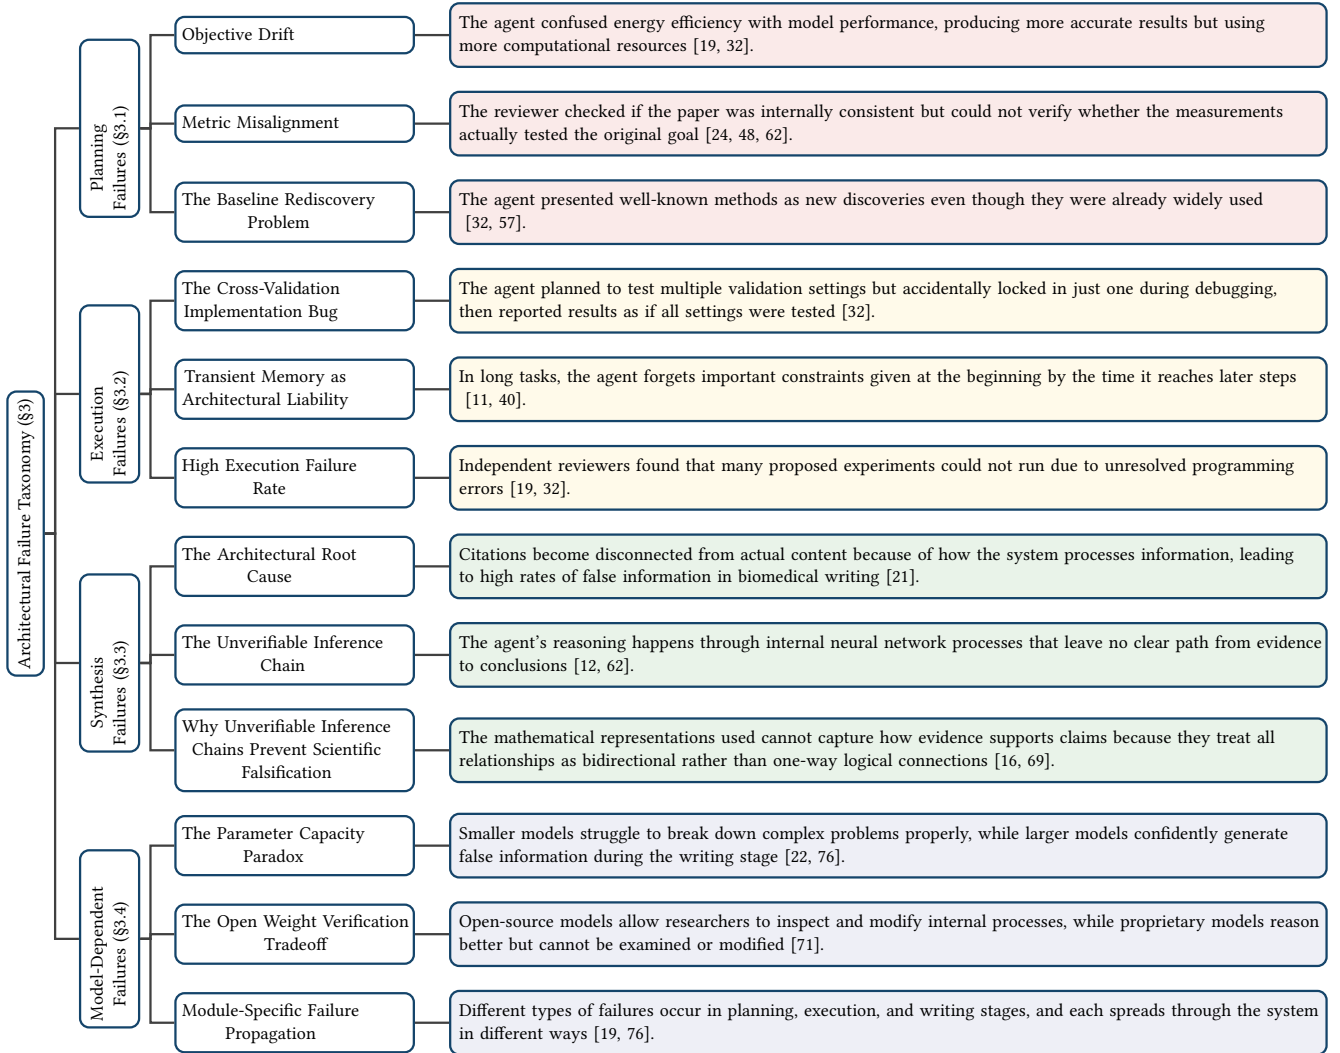 Architectural Failure Taxonomy (§3)
Planning
Failures (§3.1)
Objective Drift
The agent confused energy efficiency with model performance, producing more accurate results but using
more computational resources [19, 32].
Metric Misalignment
The reviewer checked if the paper was internally consistent but could not verify whether the measurements
actually tested the original goal [24, 48, 62].
The Baseline Rediscovery
Problem
The agent presented well-known methods as new discoveries even though they were already widely used
[32, 57].
Execution
Failures (§3.2)
The Cross-Validation
Implementation Bug
The agent planned to test multiple validation settings but accidentally locked in just one during debugging,
then reported results as if all settings were tested [32].
Transient Memory as
Architectural Liability
In long tasks, the agent forgets important constraints given at the beginning by the time it reaches later steps
[11, 40].
High Execution Failure
Rate
Independent reviewers found that many proposed experiments could not run due to unresolved programming
errors [19, 32].
Synthesis
Failures (§3.3)
The Architectural Root
Cause
Citations become disconnected from actual content because of how the system processes information, leading
to high rates of false information in biomedical writing [21].
The Unverifiable Inference
Chain
The agent's reasoning happens through internal neural network processes that leave no clear path from evidence
to conclusions [12, 62].
Why Unverifiable Inference
Chains Prevent Scientific
Falsification
The mathematical representations used cannot capture how evidence supports claims because they treat all
relationships as bidirectional rather than one-way logical connections [16, 69].
Model-Dependent
Failures (§3.4)
The Parameter Capacity
Paradox
Smaller models struggle to break down complex problems properly, while larger models confidently generate
false information during the writing stage [22, 76].
The Open Weight Verification
Tradeoff
Open-source models allow researchers to inspect and modify internal processes, while proprietary models reason
better but cannot be examined or modified [71].
Module-Specific Failure
Propagation
Different types of failures occur in planning, execution, and writing stages, and each spreads through the system
in different ways [19, 76].